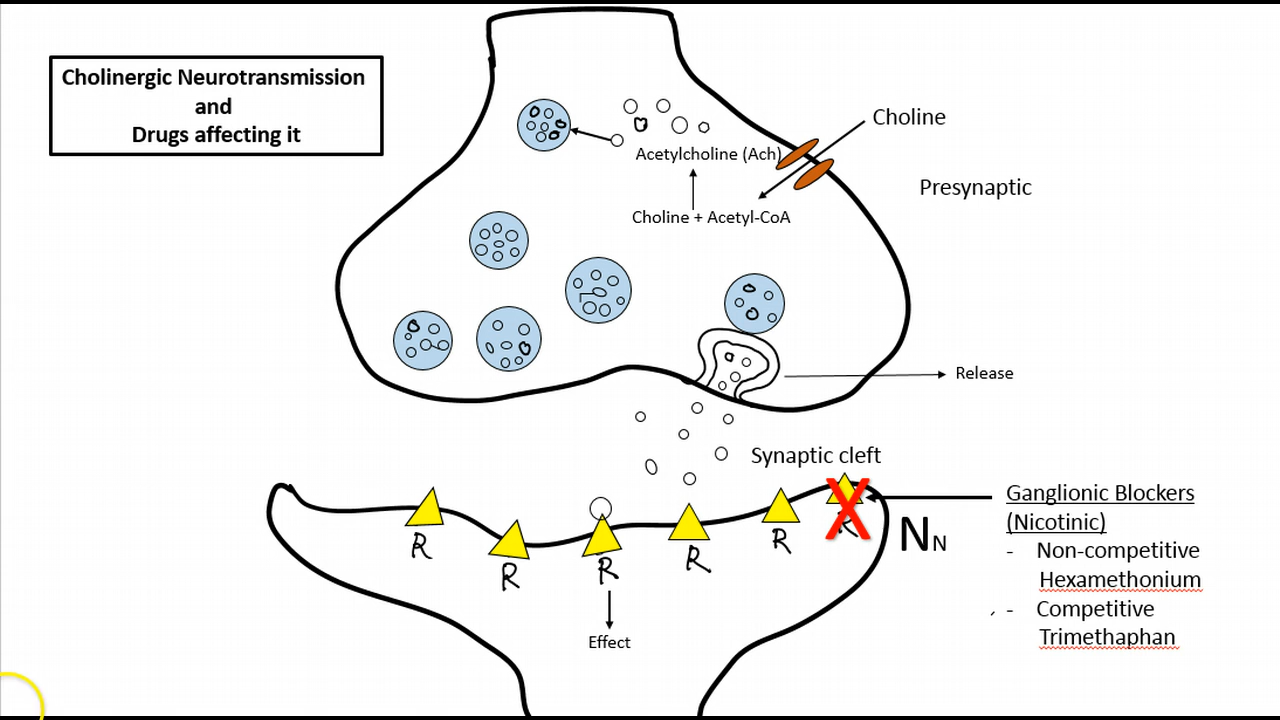 Cholinergic Neurotransmission
and
Drugs affecting it
Choline
Acetylcholine (Ach)
Presynaptic
Choline + Acetyl-CoA
Release
Synaptic cleft
Ganglionic Blockers
(Nicotinic)
- Non-competitive
Hexamethonium
- Competitive
Trimethaphan
NN
R
R
R
R
R
R
Effect